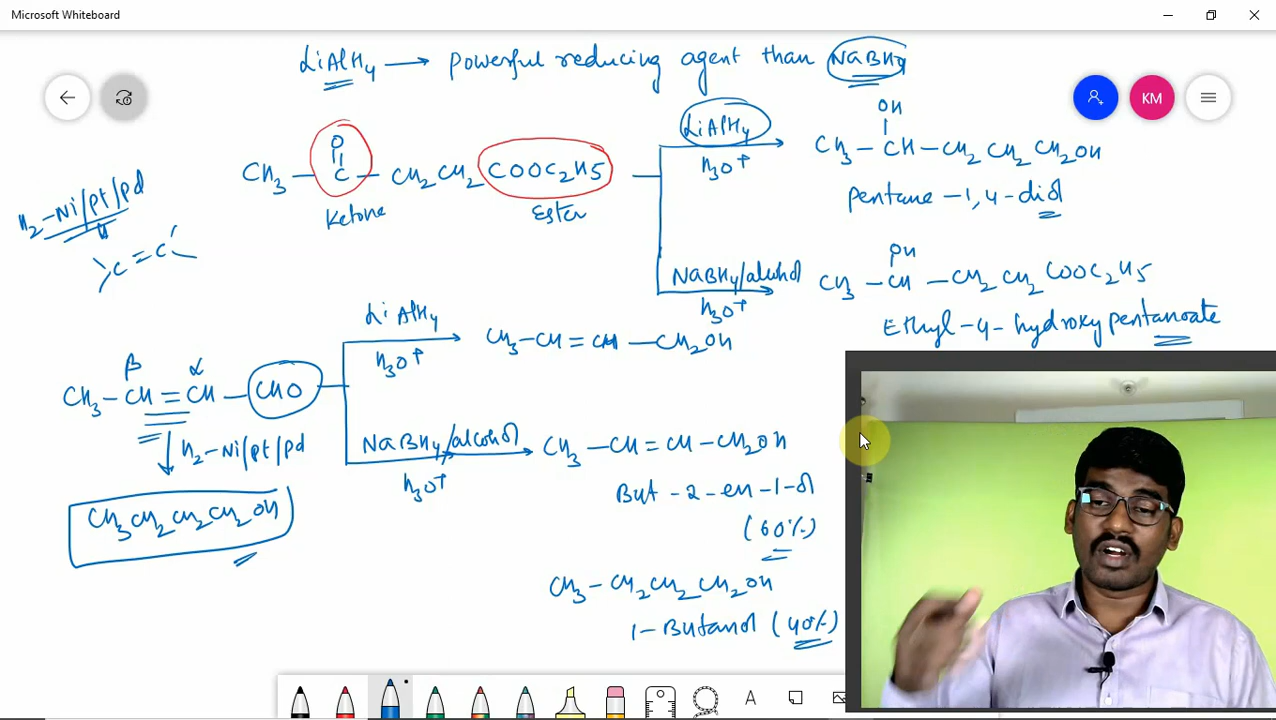 Microsoft Whiteboard
LiAlH4 → powerful reducing agent than NaBH4
KM
O
||
CH3 — C — CH2 CH2 COOC2H5
Ketone
Ester
LiAlH4
H3O+
OH
|
CH3 — CH — CH2 CH2 CH2OH
Pentane -1,4-diol
NaBH4/alcohol
H3O+
OH
|
CH3 — CH — CH2 CH2 COOC2H5
Ethyl-4-hydroxy pentanoate
H2-Ni/pt/pd
C=C
β α
CH3 - CH = CH — CHO
LiAlH4
H3O+
CH3-CH=CH —CH2OH
NaBH4/alcohol
H3O+
CH3 —CH=CH-CH2OH
But -2-en-1-ol
(60%)
CH3 - CH2CH2CH2OH
1-Butanol (40%)
H2-Ni/pt/pd
CH3CH2CH2CH2OH
A